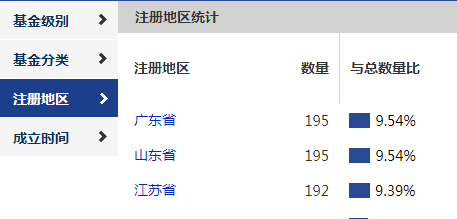 基金级别
基金分类
注册地区
成立时间
注册地区统计
注册地区 数量 与总数量比
广东省 195 9.54%
山东省 195 9.54%
江苏省 192 9.39%